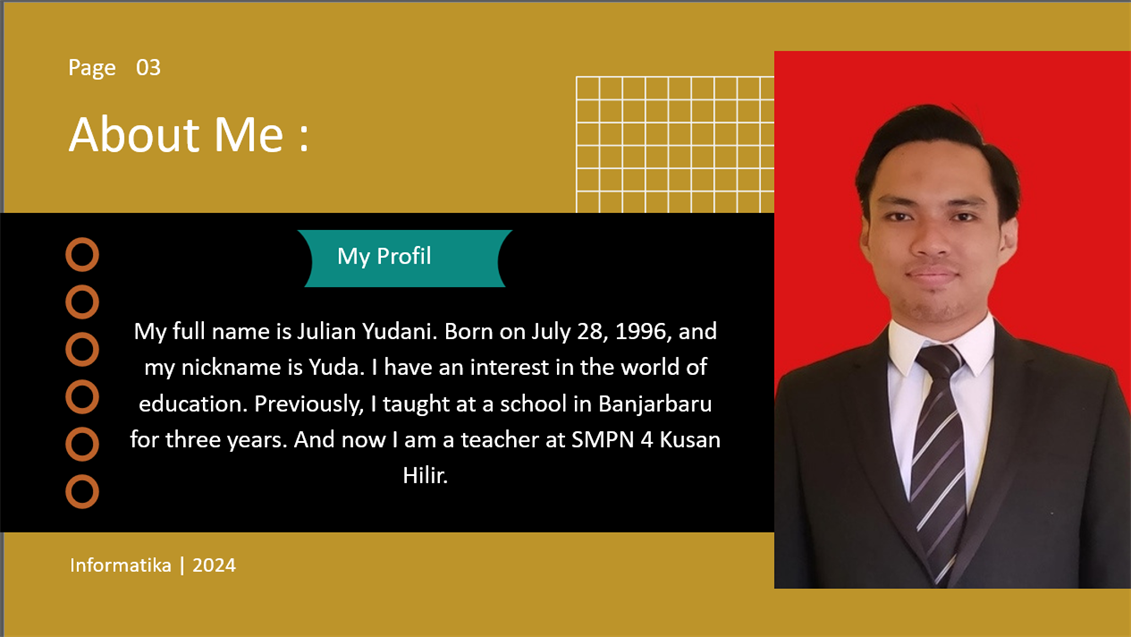 Page 03
About Me :
My Profil
My full name is Julian Yudani. Born on July 28, 1996, and
my nickname is Yuda. I have an interest in the world of
education. Previously, I taught at a school in Banjarbaru
for three years. And now I am a teacher at SMPN 4 Kusan
Hilir.
Informatika | 2024